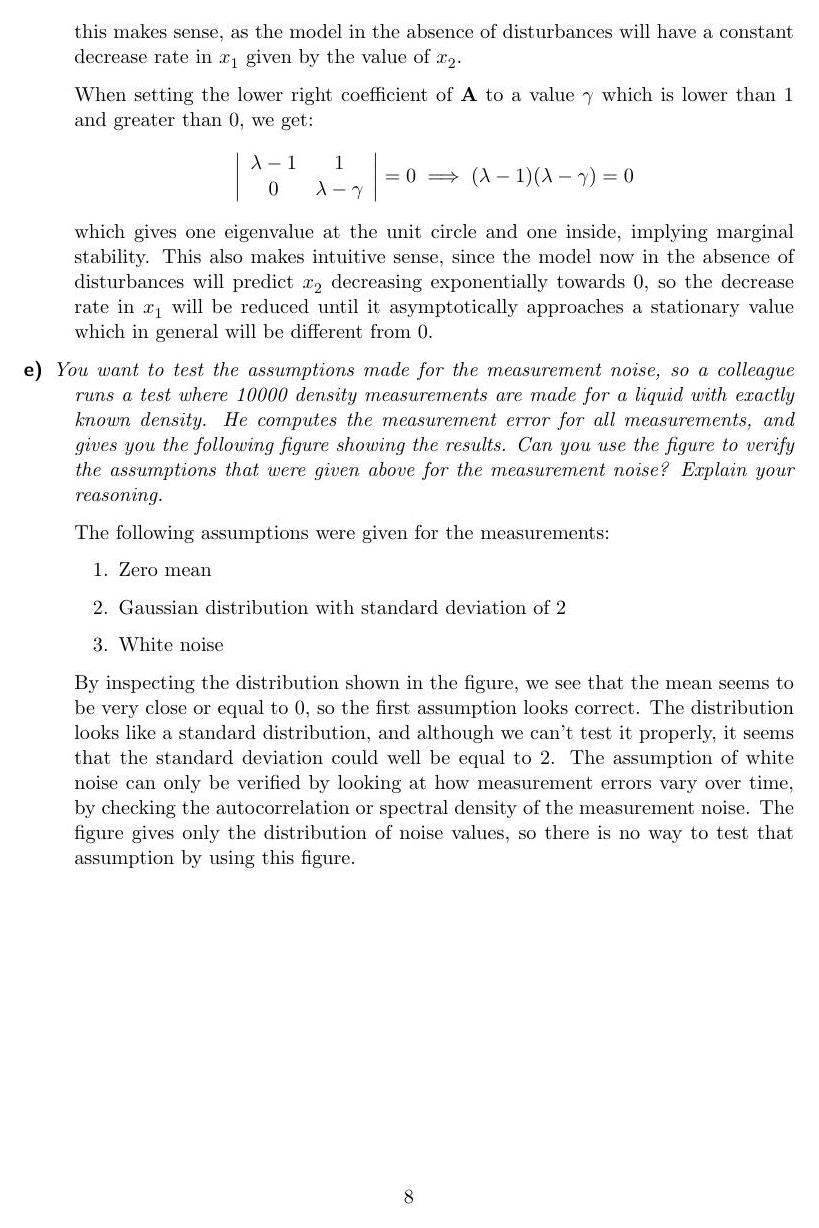 this makes sense, as the model in the absence of disturbances will have a constant
decrease rate in x₁ given by the value of x₂.
When setting the lower right coefficient of A to a value γ which is lower than 1
and greater than 0, we get:
| λ − 1 1 |
| 0 λ − γ | = 0 ⟹ (λ − 1)(λ − γ) = 0
which gives one eigenvalue at the unit circle and one inside, implying marginal
stability. This also makes intuitive sense, since the model now in the absence of
disturbances will predict x₂ decreasing exponentially towards 0, so the decrease
rate in x₁ will be reduced until it asymptotically approaches a stationary value
which in general will be different from 0.
e) You want to test the assumptions made for the measurement noise, so a colleague
runs a test where 10000 density measurements are made for a liquid with exactly
known density. He computes the measurement error for all measurements, and
gives you the following figure showing the results. Can you use the figure to verify
the assumptions that were given above for the measurement noise? Explain your
reasoning.
The following assumptions were given for the measurements:
1. Zero mean
2. Gaussian distribution with standard deviation of 2
3. White noise
By inspecting the distribution shown in the figure, we see that the mean seems to
be very close or equal to 0, so the first assumption looks correct. The distribution
looks like a standard distribution, and although we can't test it properly, it seems
that the standard deviation could well be equal to 2. The assumption of white
noise can only be verified by looking at how measurement errors vary over time,
by checking the autocorrelation or spectral density of the measurement noise. The
figure gives only the distribution of noise values, so there is no way to test that
assumption by using this figure.
8